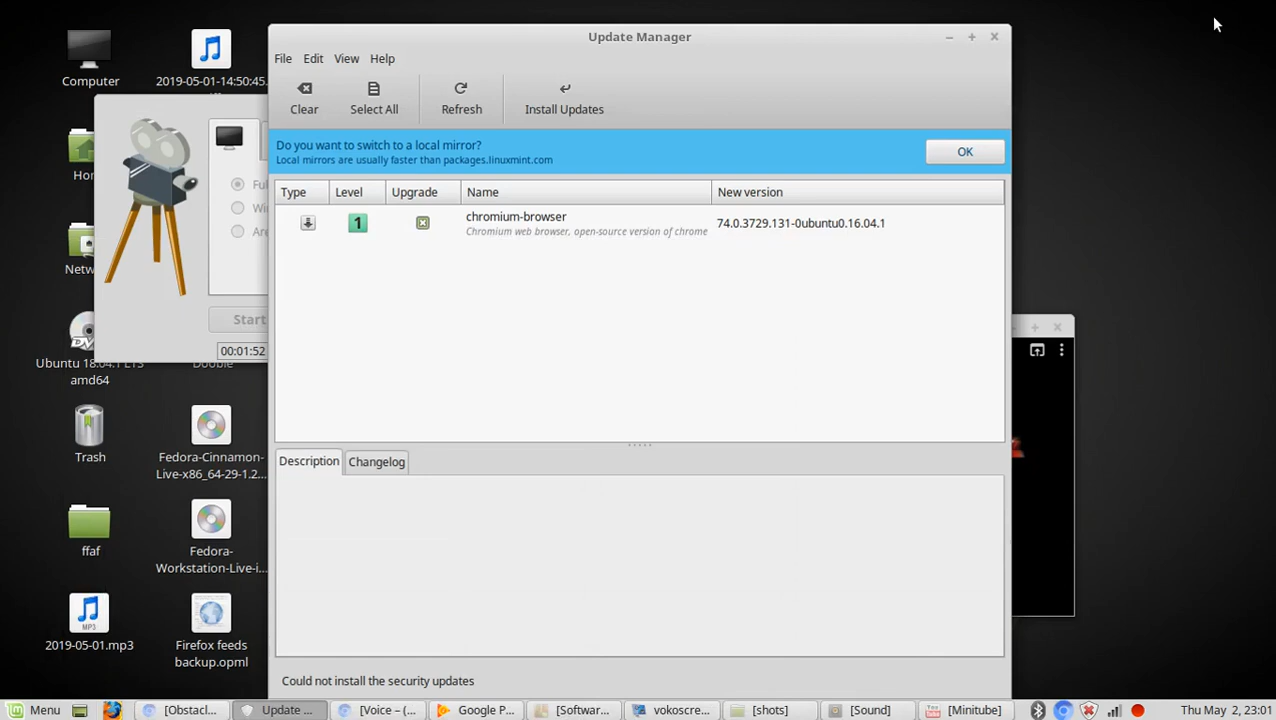 Update Manager
File Edit View Help
Clear Select All Refresh Install Updates
Do you want to switch to a local mirror?
Local mirrors are usually faster than packages.linuxmint.com
OK
Type Level Upgrade Name New version
1 chromium-browser 74.0.3729.131-0ubuntu0.16.04.1
Chromium web browser, open-source version of chrome
Description Changelog
Could not install the security updates
Computer
2019-05-01-14:50:45.
Start
00:01:52
Ubuntu 18.04.1 LTS
amd64
Trash
Fedora-Cinnamon-
Live-x86_64-29-1.2...
ffaf
Fedora-
Workstation-Live-i...
MP3
2019-05-01.mp3
Firefox feeds
backup.opml
Menu [Obstacl... Update ... [Voice – (... Google P... [Softwar... vokoscre... [shots] [Sound] [Minitube] Thu May 2, 23:01